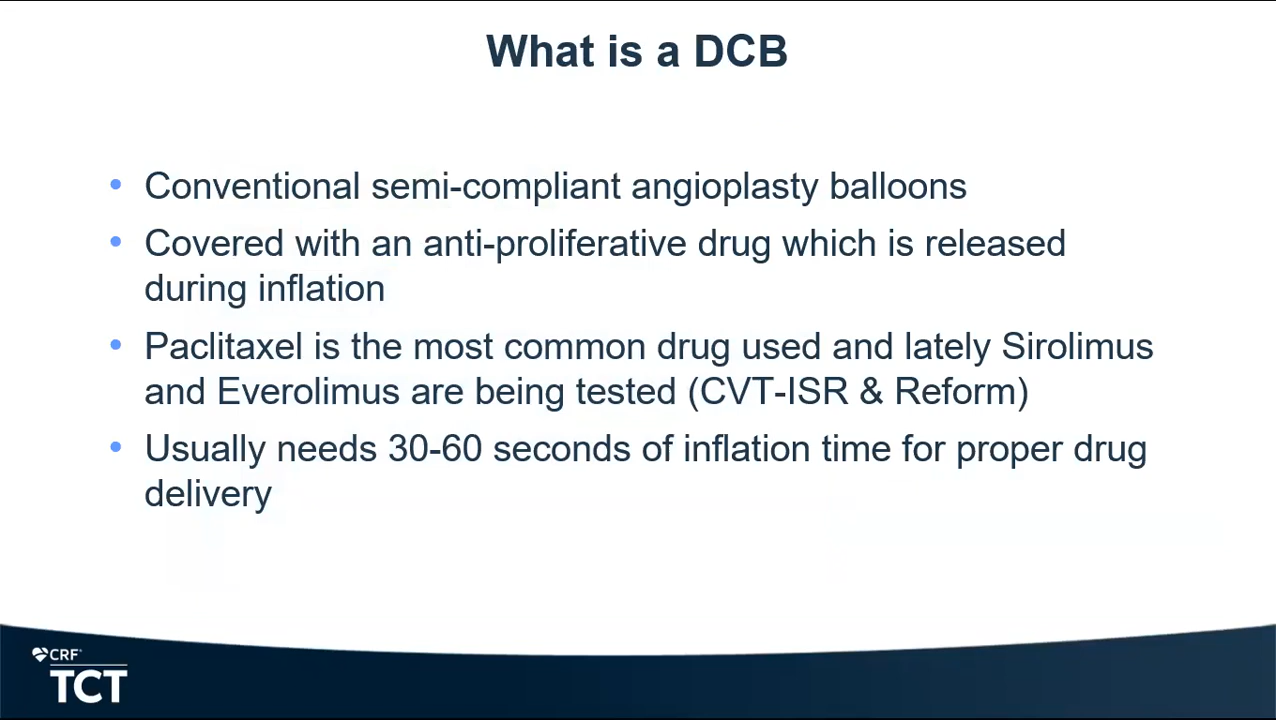 What is a DCB
• Conventional semi-compliant angioplasty balloons
• Covered with an anti-proliferative drug which is released
during inflation
• Paclitaxel is the most common drug used and lately Sirolimus
and Everolimus are being tested (CVT-ISR & Reform)
• Usually needs 30-60 seconds of inflation time for proper drug
delivery
CRF
TCT